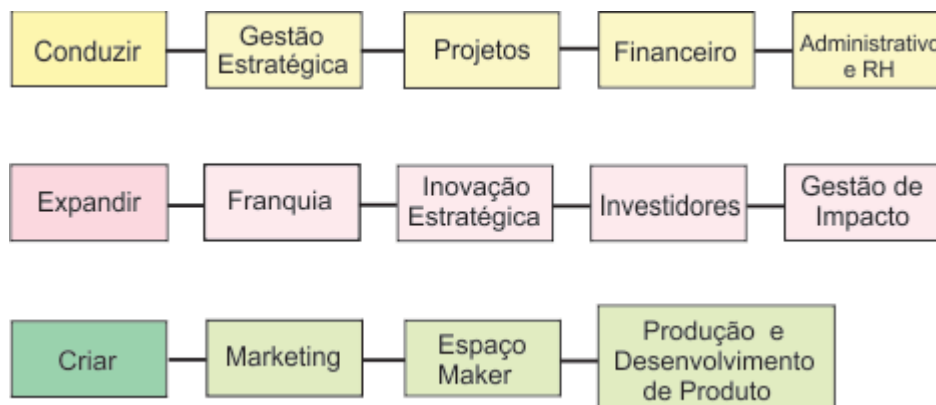 Conduzir
Gestão
Estratégica
Projetos
Financeiro
Administrativo
e RH
Expandir
Franquia
Inovação
Estratégica
Investidores
Gestão de
Impacto
Criar
Marketing
Espaço
Maker
Produção e
Desenvolvimento
de Produto